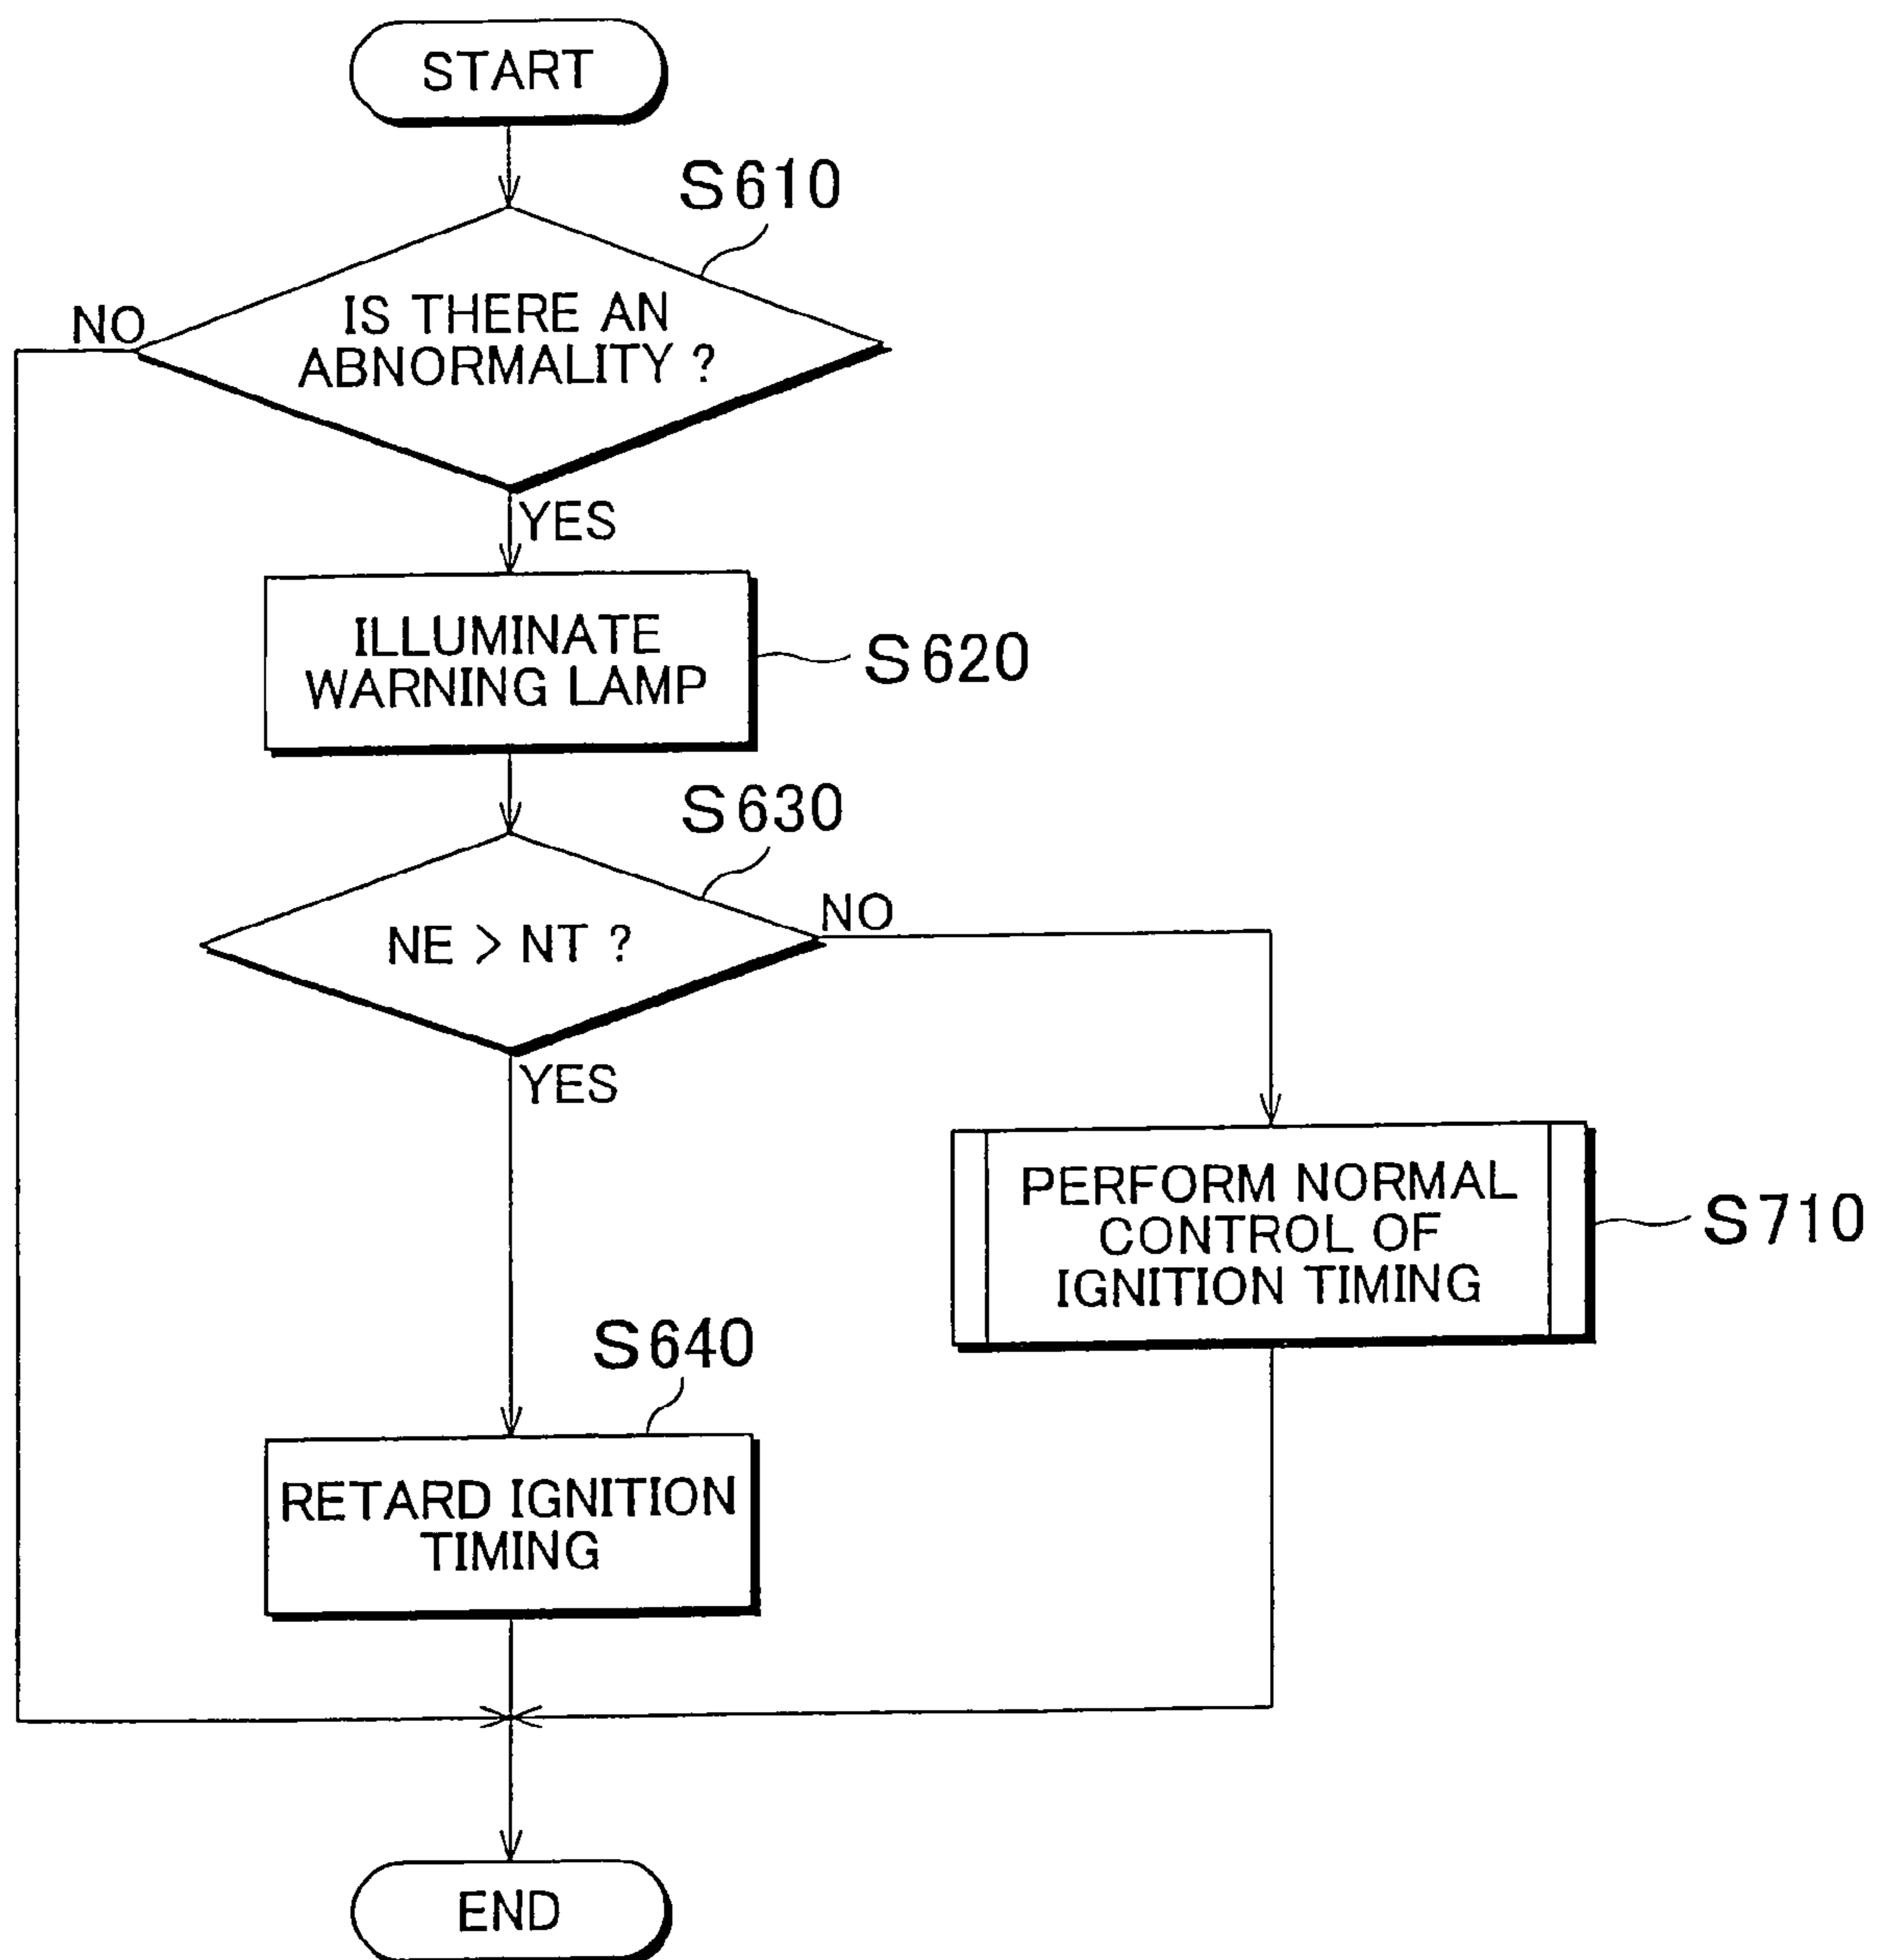 START
S610
NO
IS THERE AN
ABNORMALITY ?
YES
ILLUMINATE
WARNING LAMP
S620
S630
NE > NT ?
NO
YES
PERFORM NORMAL
CONTROL OF
IGNITION TIMING
S710
S640
RETARD IGNITION
TIMING
END